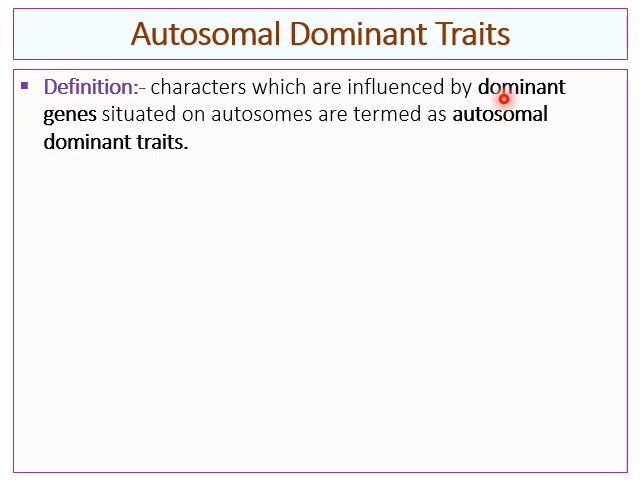 Autosomal Dominant Traits
Definition:- characters which are influenced by dominant
genes situated on autosomes are termed as autosomal
dominant traits.